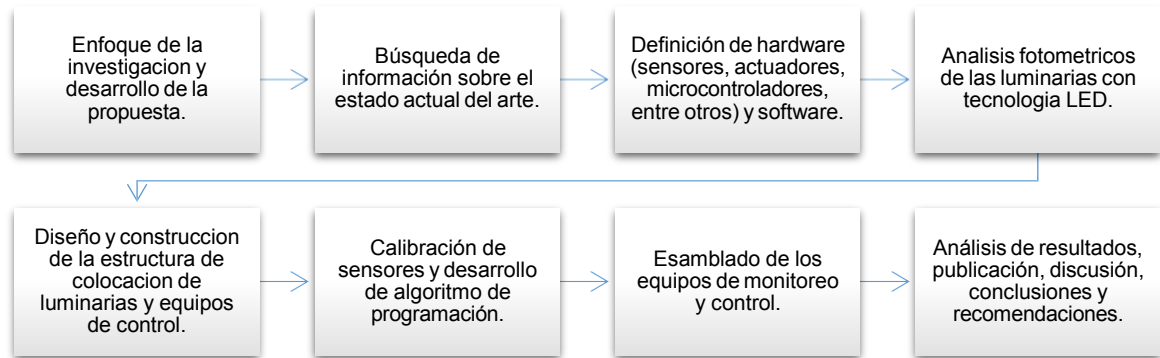 Enfoque de la
investigacion y
desarrollo de la
propuesta.
Búsqueda de
información sobre el
estado actual del arte.
Definición de hardware
(sensores, actuadores,
microcontroladores,
entre otros) y software.
Analisis fotometricos
de las luminarias con
tecnologia LED.
Diseño y construccion
de la estructura de
colocacion de
luminarias y equipos
de control.
Calibración de
sensores y desarrollo
de algoritmo de
programación.
Esamblado de los
equipos de monitoreo
y control.
Análisis de resultados,
publicación, discusión,
conclusiones y
recomendaciones.